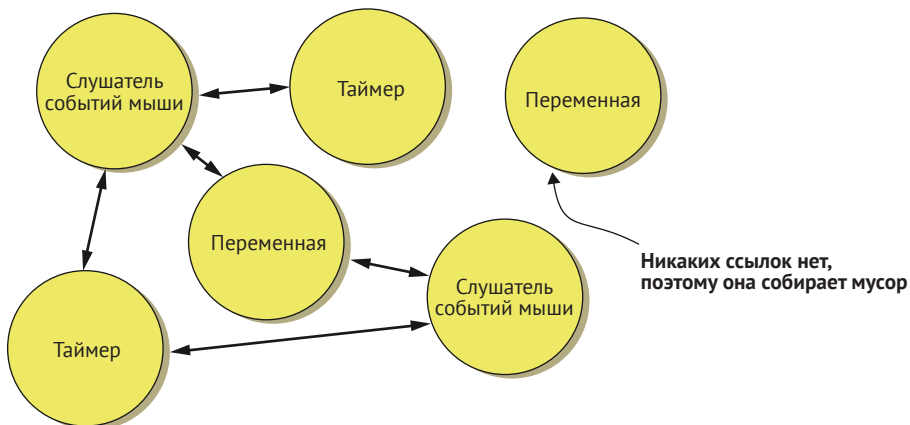 Слушатель
событий мыши
Таймер
Переменная
Переменная
Слушатель
событий мыши
Таймер
Никаких ссылок нет,
поэтому она собирает мусор